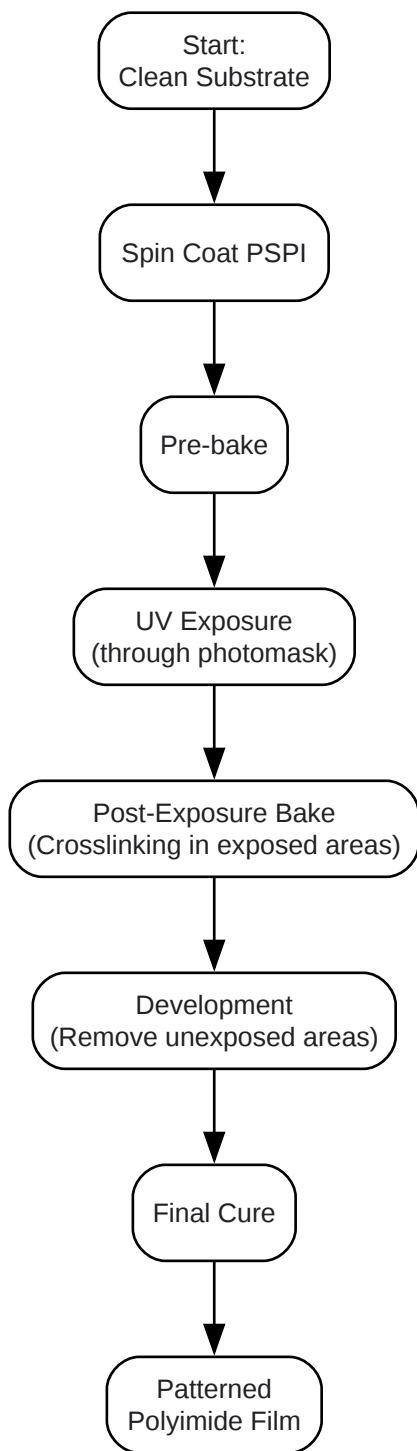 Start:
Clean Substrate
Spin Coat PSPI
Pre-bake
UV Exposure
(through photomask)
Post-Exposure Bake
(Crosslinking in exposed areas)
Development
(Remove unexposed areas)
Final Cure
Patterned
Polyimide Film